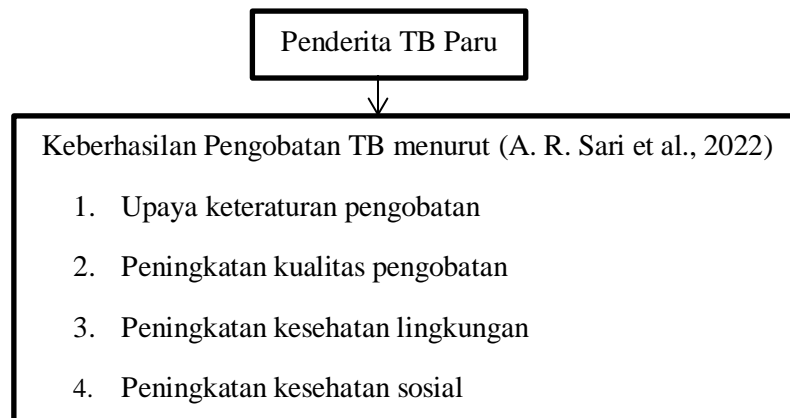 Penderita TB Paru
Keberhasilan Pengobatan TB menurut (A. R. Sari et al., 2022)
1. Upaya keteraturan pengobatan
2. Peningkatan kualitas pengobatan
3. Peningkatan kesehatan lingkungan
4. Peningkatan kesehatan sosial